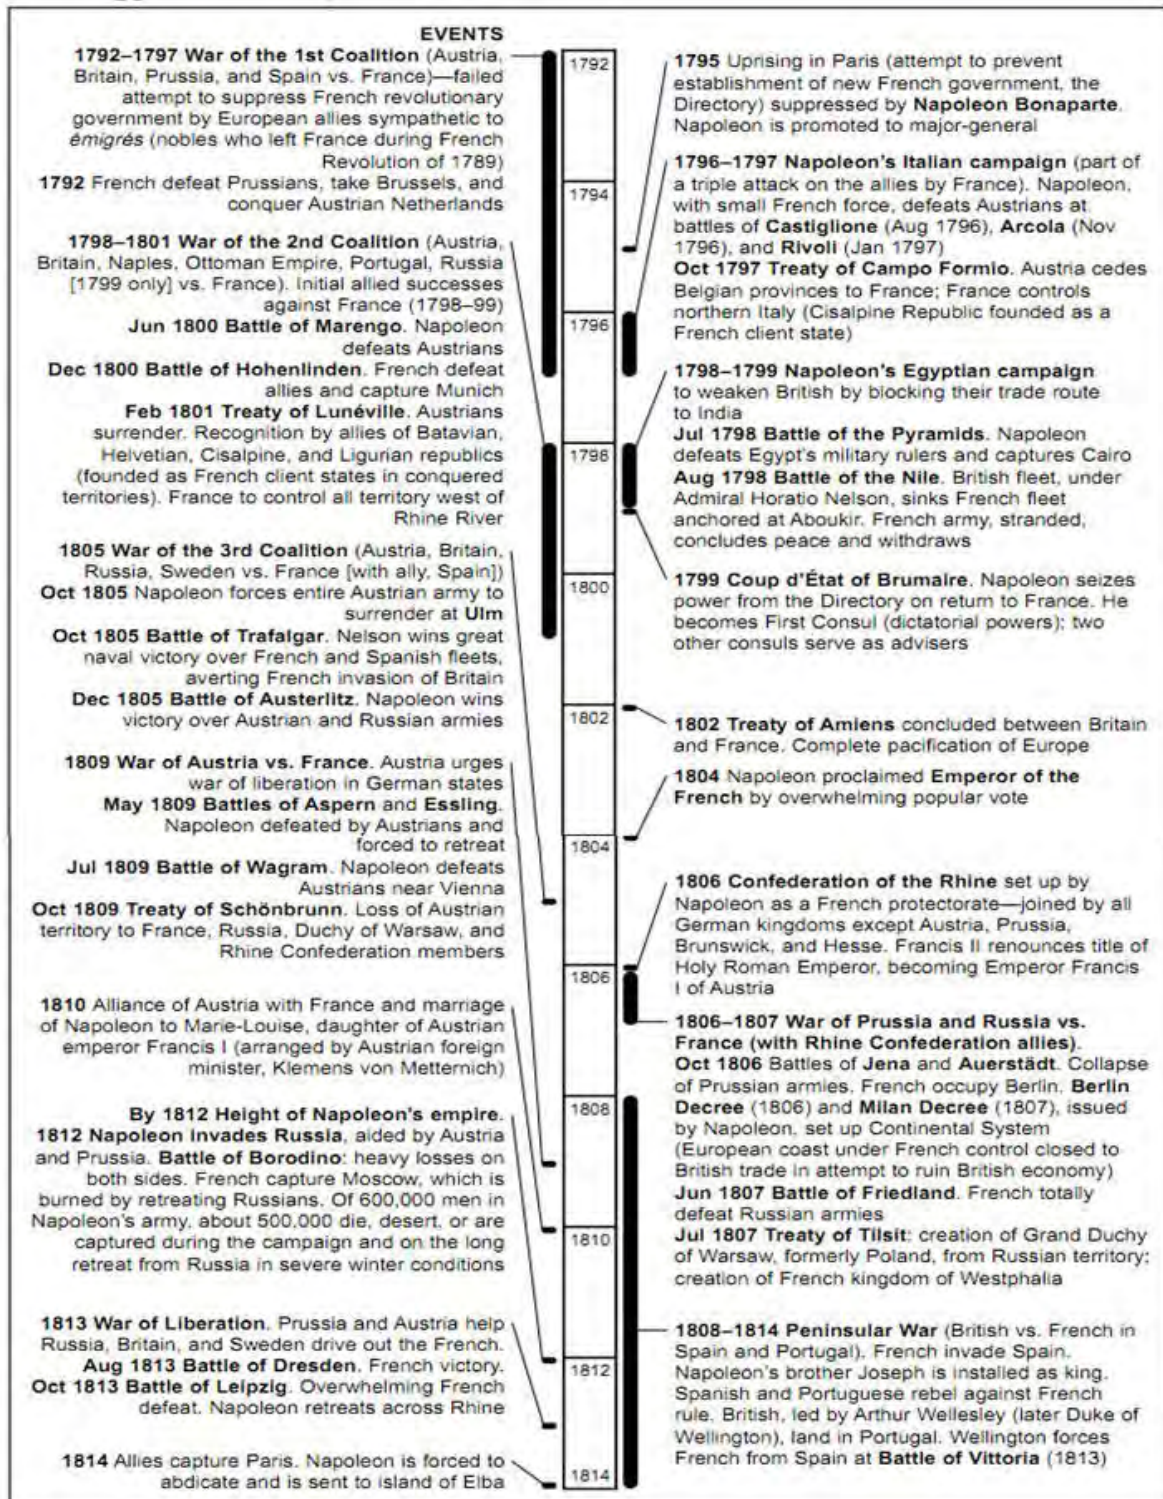 EVENTS
1792–1797 War of the 1st Coalition (Austria,
Britain, Prussia, and Spain vs. France)—failed
attempt to suppress French revolutionary
government by European allies sympathetic to
émigrés (nobles who left France during French
Revolution of 1789)
1792 French defeat Prussians, take Brussels, and
conquer Austrian Netherlands
1798–1801 War of the 2nd Coalition (Austria,
Britain, Naples, Ottoman Empire, Portugal, Russia
[1799 only] vs. France). Initial allied successes
against France (1798–99)
Jun 1800 Battle of Marengo. Napoleon
defeats Austrians
Dec 1800 Battle of Hohenlinden. French defeat
allies and capture Munich
Feb 1801 Treaty of Lunéville. Austrians
surrender. Recognition by allies of Batavian,
Helvetian, Cisalpine, and Ligurian republics
(founded as French client states in conquered
territories). France to control all territory west of
Rhine River
1805 War of the 3rd Coalition (Austria, Britain,
Russia, Sweden vs. France [with ally, Spain])
Oct 1805 Napoleon forces entire Austrian army to
surrender at Ulm
Oct 1805 Battle of Trafalgar. Nelson wins great
naval victory over French and Spanish fleets,
averting French invasion of Britain
Dec 1805 Battle of Austerlitz. Napoleon wins
victory over Austrian and Russian armies
1809 War of Austria vs. France. Austria urges
war of liberation in German states
May 1809 Battles of Aspern and Essling.
Napoleon defeated by Austrians and
forced to retreat
Jul 1809 Battle of Wagram. Napoleon defeats
Austrians near Vienna
Oct 1809 Treaty of Schönbrunn. Loss of Austrian
territory to France, Russia, Duchy of Warsaw, and
Rhine Confederation members
1810 Alliance of Austria with France and marriage
of Napoleon to Marie-Louise, daughter of Austrian
emperor Francis I (arranged by Austrian foreign
minister, Klemens von Metternich)
By 1812 Height of Napoleon's empire.
1812 Napoleon invades Russia, aided by Austria
and Prussia. Battle of Borodino: heavy losses on
both sides. French capture Moscow, which is
burned by retreating Russians. Of 600,000 men in
Napoleon's army, about 500,000 die, desert, or are
captured during the campaign and on the long
retreat from Russia in severe winter conditions
1813 War of Liberation. Prussia and Austria help
Russia, Britain, and Sweden drive out the French.
Aug 1813 Battle of Dresden. French victory.
Oct 1813 Battle of Leipzig. Overwhelming French
defeat. Napoleon retreats across Rhine
1814 Allies capture Paris. Napoleon is forced to
abdicate and is sent to island of Elba
1792
1794
1796
1798
1800
1802
1804
1806
1808
1810
1812
1814
1795 Uprising in Paris (attempt to prevent
establishment of new French government, the
Directory) suppressed by Napoleon Bonaparte.
Napoleon is promoted to major-general
1796–1797 Napoleon's Italian campaign (part of
a triple attack on the allies by France). Napoleon,
with small French force, defeats Austrians at
battles of Castiglione (Aug 1796), Arcola (Nov
1796), and Rivoli (Jan 1797)
Oct 1797 Treaty of Campo Formio. Austria cedes
Belgian provinces to France; France controls
northern Italy (Cisalpine Republic founded as a
French client state)
1798–1799 Napoleon's Egyptian campaign
to weaken British by blocking their trade route
to India
Jul 1798 Battle of the Pyramids. Napoleon
defeats Egypt's military rulers and captures Cairo
Aug 1798 Battle of the Nile. British fleet, under
Admiral Horatio Nelson, sinks French fleet
anchored at Aboukir. French army, stranded,
concludes peace and withdraws
1799 Coup d'État of Brumaire. Napoleon seizes
power from the Directory on return to France. He
becomes First Consul (dictatorial powers); two
other consuls serve as advisers
1802 Treaty of Amiens concluded between Britain
and France. Complete pacification of Europe
1804 Napoleon proclaimed Emperor of the
French by overwhelming popular vote
1806 Confederation of the Rhine set up by
Napoleon as a French protectorate—joined by all
German kingdoms except Austria, Prussia,
Brunswick, and Hesse. Francis II renounces title of
Holy Roman Emperor, becoming Emperor Francis
I of Austria
1806–1807 War of Prussia and Russia vs.
France (with Rhine Confederation allies).
Oct 1806 Battles of Jena and Auerstädt. Collapse
of Prussian armies. French occupy Berlin. Berlin
Decree (1806) and Milan Decree (1807), issued
by Napoleon, set up Continental System
(European coast under French control closed to
British trade in attempt to ruin British economy)
Jun 1807 Battle of Friedland. French totally
defeat Russian armies
Jul 1807 Treaty of Tilsit: creation of Grand Duchy
of Warsaw, formerly Poland, from Russian territory;
creation of French kingdom of Westphalia
1808–1814 Peninsular War (British vs. French in
Spain and Portugal). French invade Spain.
Napoleon's brother Joseph is installed as king.
Spanish and Portuguese rebel against French
rule. British, led by Arthur Wellesley (later Duke of
Wellington), land in Portugal. Wellington forces
French from Spain at Battle of Vittoria (1813)